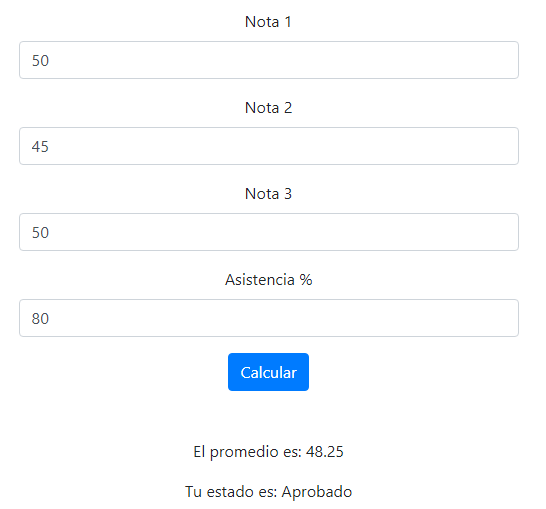 Nota 1
50
Nota 2
45
Nota 3
50
Asistencia %
80
Calcular
El promedio es: 48.25
Tu estado es: Aprobado